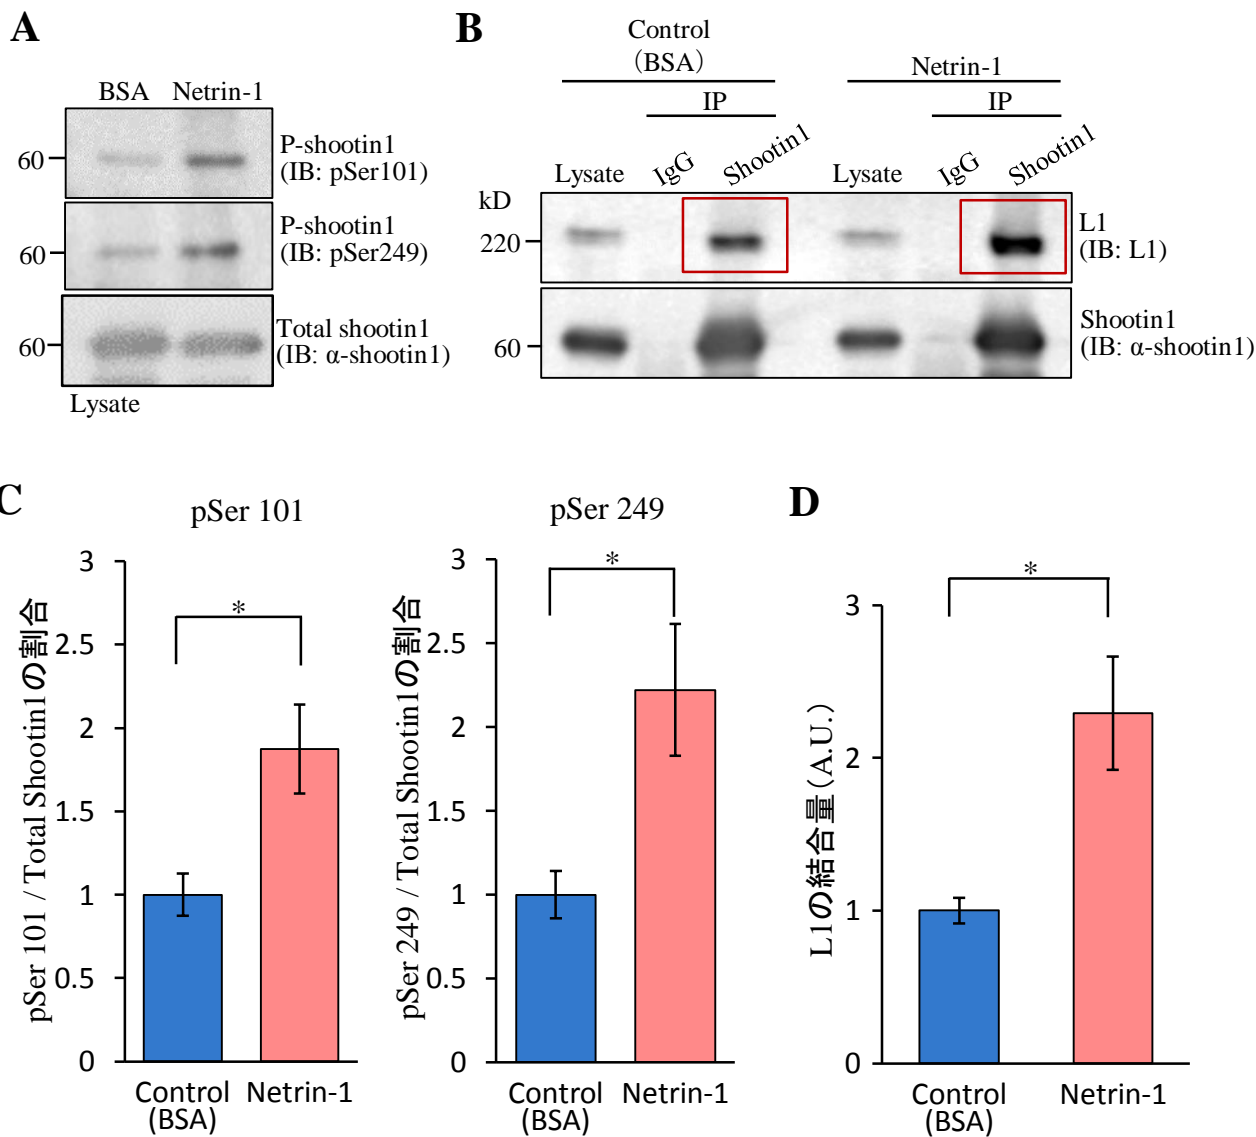 A
BSA Netrin-1
60
P-shootin1
(IB: pSer101)
60
P-shootin1
(IB: pSer249)
60
Total shootin1
(IB: α-shootin1)
Lysate
B
Control
（BSA）
Netrin-1
IP
IP
Lysate
IgG
Shootin1
Lysate
IgG
Shootin1
kD
220
L1
(IB: L1)
60
Shootin1
(IB: α-shootin1)
C
pSer 101
*
pSer 101 / Total Shootin1の割合
3
2.5
2
1.5
1
0.5
0
Control
(BSA)
Netrin-1
pSer 249
*
pSer 249 / Total Shootin1の割合
3
2.5
2
1.5
1
0.5
0
Control
(BSA)
Netrin-1
D
*
L1の結合量（A.U.）
3
2
1
0
Control
(BSA)
Netrin-1